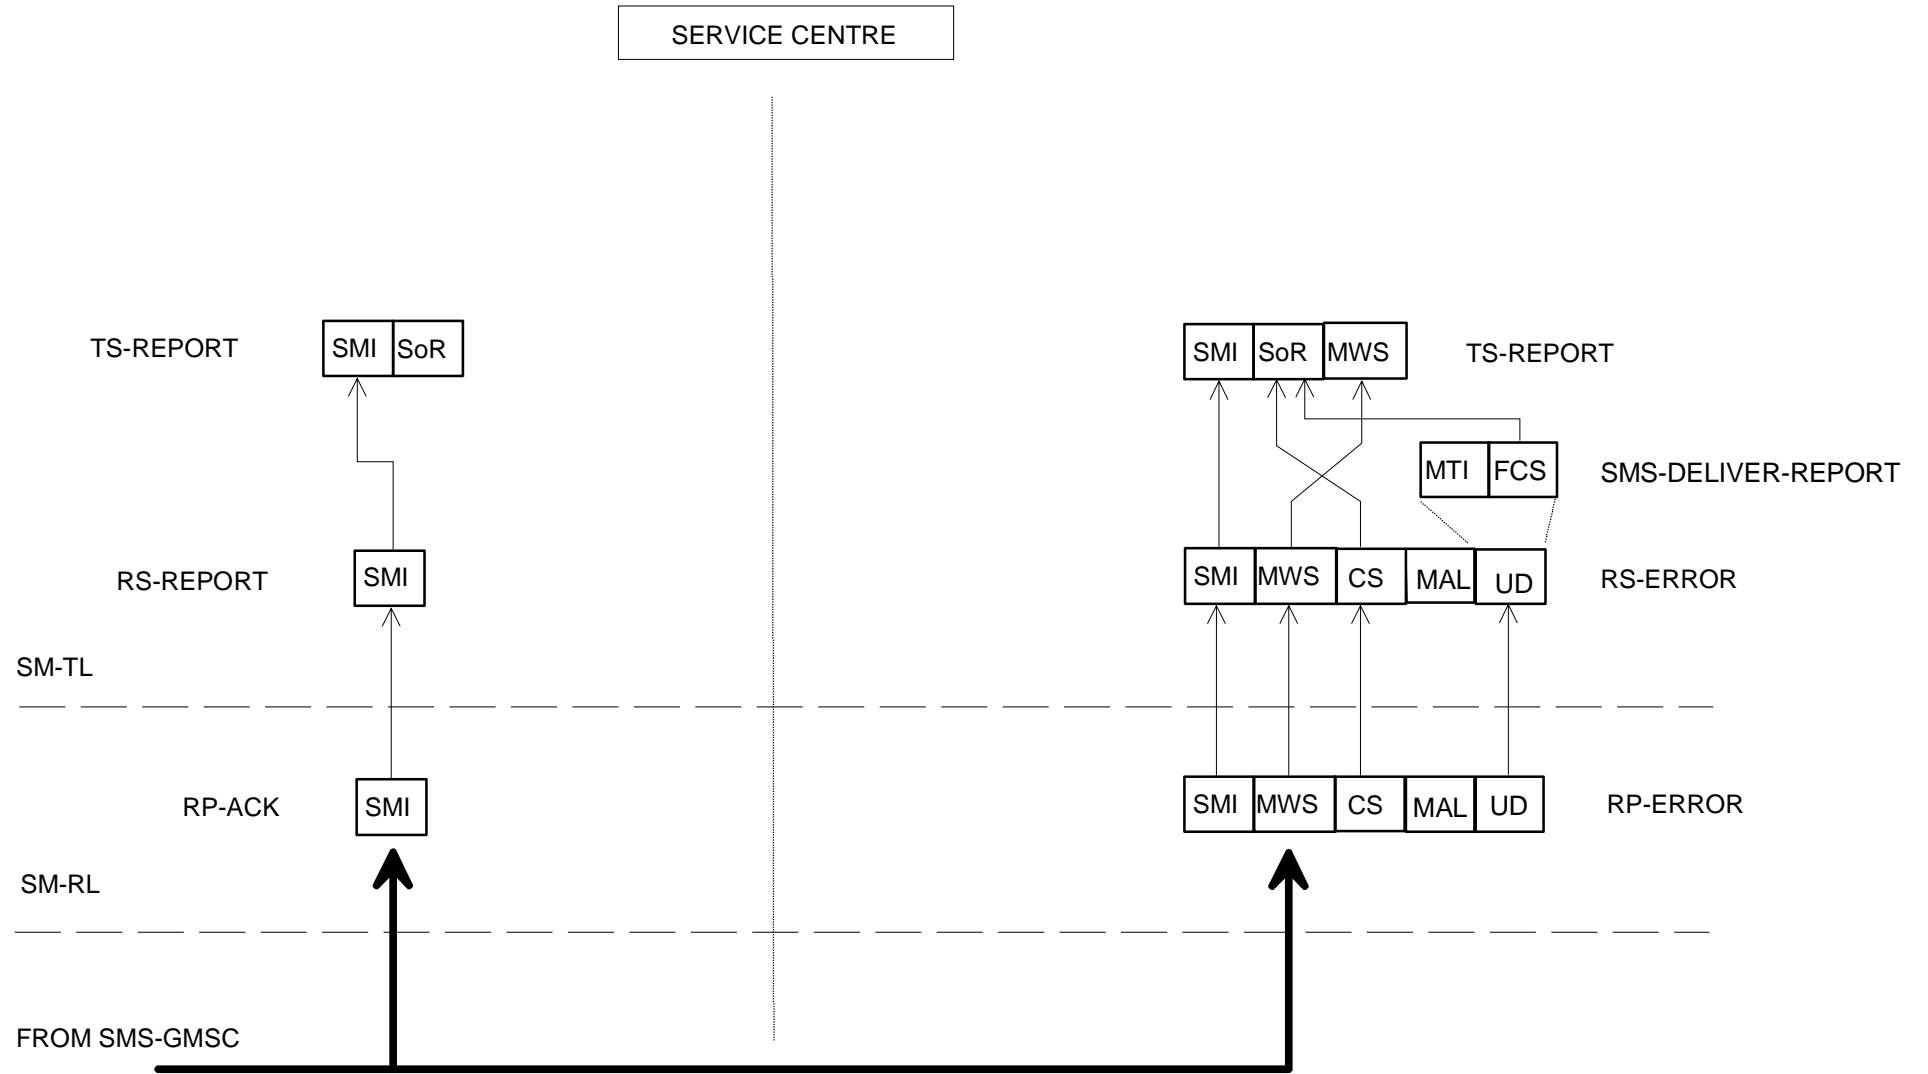 SERVICE CENTRE
TS-REPORT SMI SoR SMI SoR MWS TS-REPORT
MTI FCS SMS-DELIVER-REPORT
RS-REPORT SMI SMI MWS CS MAL UD RS-ERROR
SM-TL
RP-ACK SMI SMI MWS CS MAL UD RP-ERROR
SM-RL
FROM SMS-GMSC